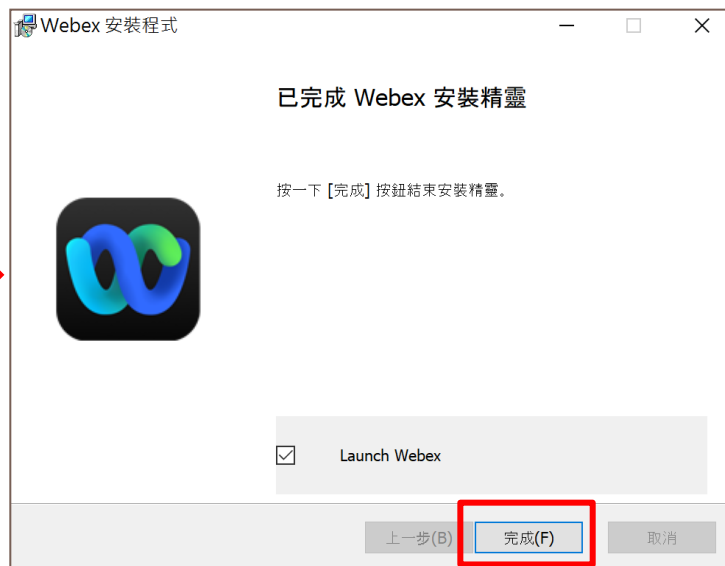 Webex 安裝程式
已完成 Webex 安裝精靈
按一下 [完成] 按鈕結束安裝精靈。
Launch Webex
上一步(B) 完成(F) 取消